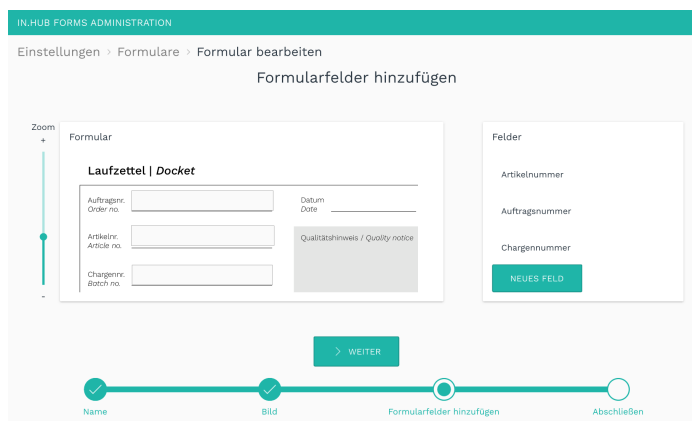 IN.HUB FORMS ADMINISTRATION
Einstellungen > Formulare > Formular bearbeiten
Formularfelder hinzufügen
Zoom
+
-
Formular
Laufzettel | Docket
Auftragsnr.
Order no.
Datum
Date
Artikelnr.
Article no.
Qualitätshinweis / Quality notice
Chargennr.
Batch no.
Felder
Artikelnummer
Auftragsnummer
Chargennummer
NEUES FELD
> WEITER
Name
Bild
Formularfelder hinzufügen
Abschließen